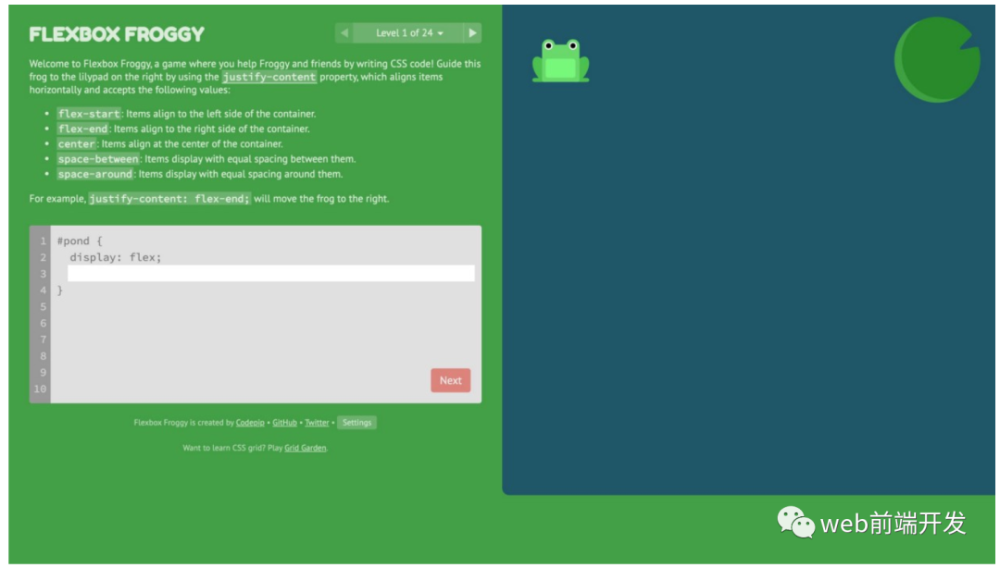 FLEXBOX FROGGY
Level 1 of 24
Welcome to Flexbox Froggy, a game where you help Froggy and friends by writing CSS code! Guide this
frog to the lilypad on the right by using the justify-content property, which aligns items
horizontally and accepts the following values:
• flex-start: Items align to the left side of the container.
• flex-end: Items align to the right side of the container.
• center: Items align at the center of the container.
• space-between: Items display with equal spacing between them.
• space-around: Items display with equal spacing around them.
For example, justify-content: flex-end; will move the frog to the right.
1 #pond {
2 display: flex;
3
4 }
5
6
7
8
9
10
Next
Flexbox Froggy is created by Codepip • GitHub • Twitter • Settings
Want to learn CSS grid? Play Grid Garden.
web前端开发